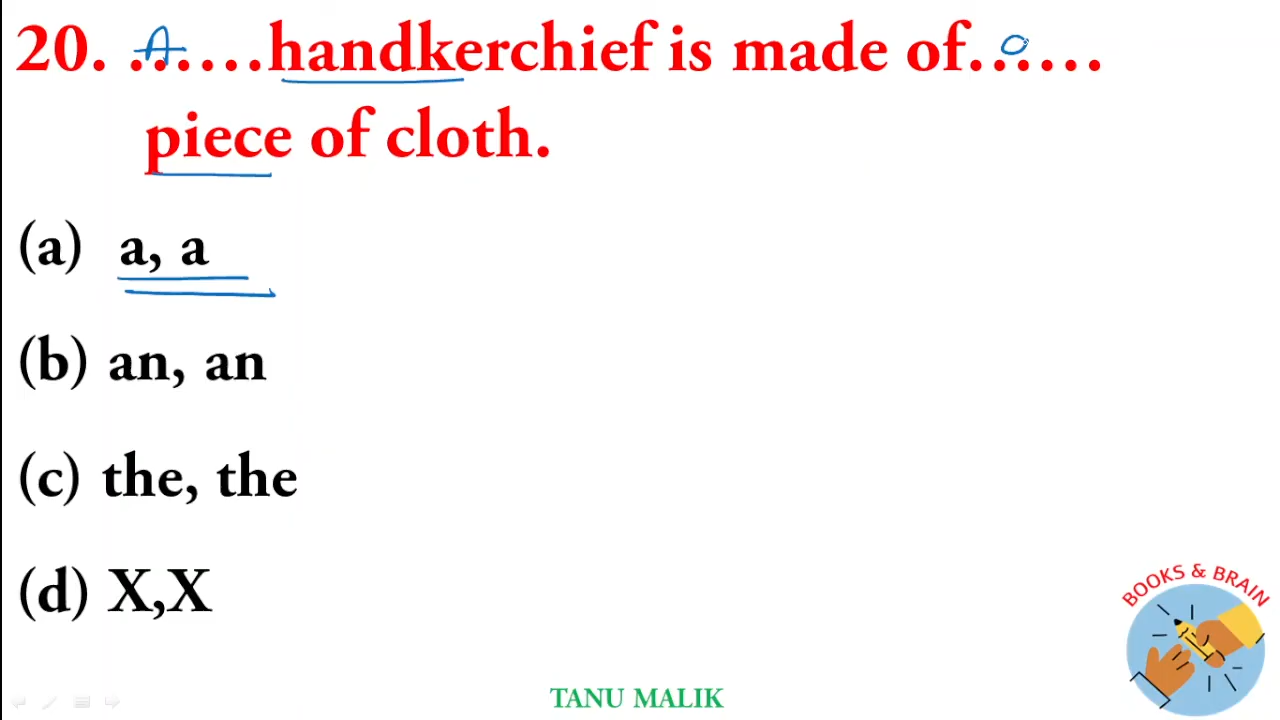 20. A......handkerchief is made of......
piece of cloth.
(a) a, a
(b) an, an
(c) the, the
(d) X,X
BOOKS & BRAIN
TANU MALIK